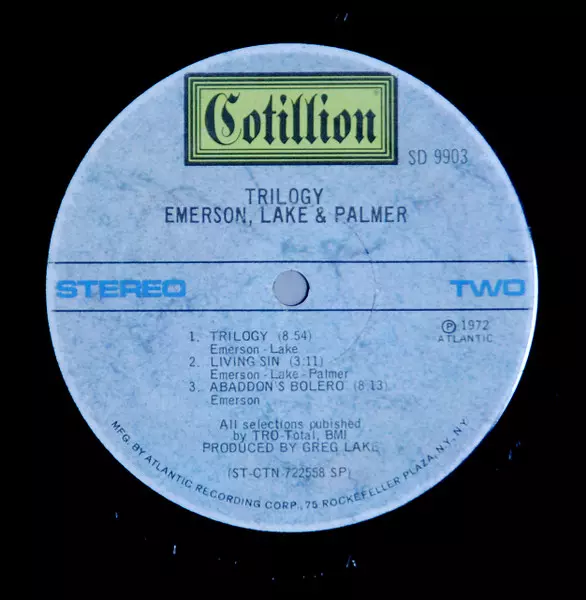 Cotillion
SD 9903
TRILOGY
EMERSON, LAKE & PALMER
STEREO
TWO
℗ 1972
ATLANTIC
1. TRILOGY (8.54)
Emerson-Lake
2. LIVING SIN (3.11)
Emerson-Lake-Palmer
3. ABADDON'S BOLERO (8.13)
Emerson
All selections published
by TRO-Total, BMI
PRODUCED BY GREG LAKE
(ST-CTN-722558 SP)
MFG. BY ATLANTIC RECORDING CORP., 75 ROCKEFELLER PLAZA, N.Y., N.Y.